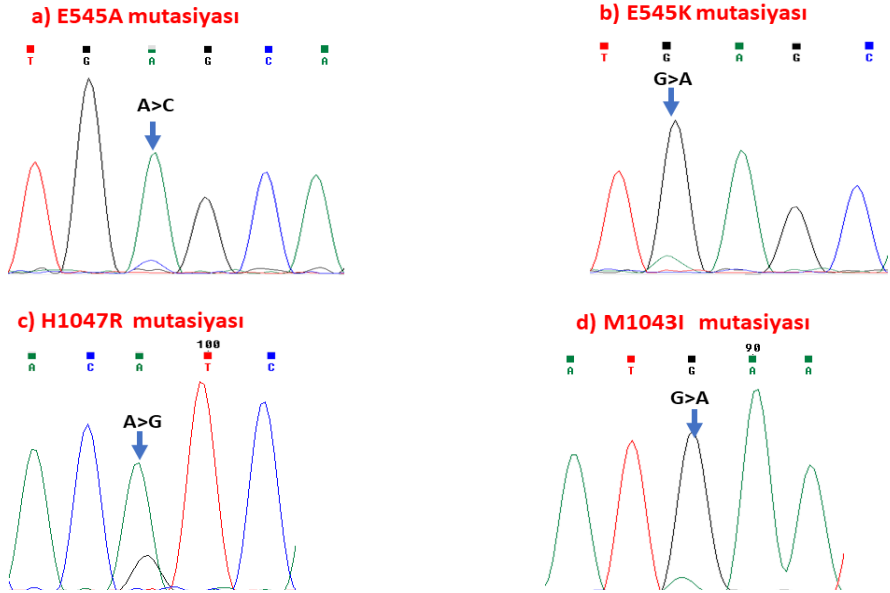 a) E545A mutasiyası
T G A G C A
A>C
b) E545K mutasiyası
T G A G C
G>A
c) H1047R mutasiyası
100
A C A T C
A>G
d) M1043I mutasiyası
90
A T G A A
G>A